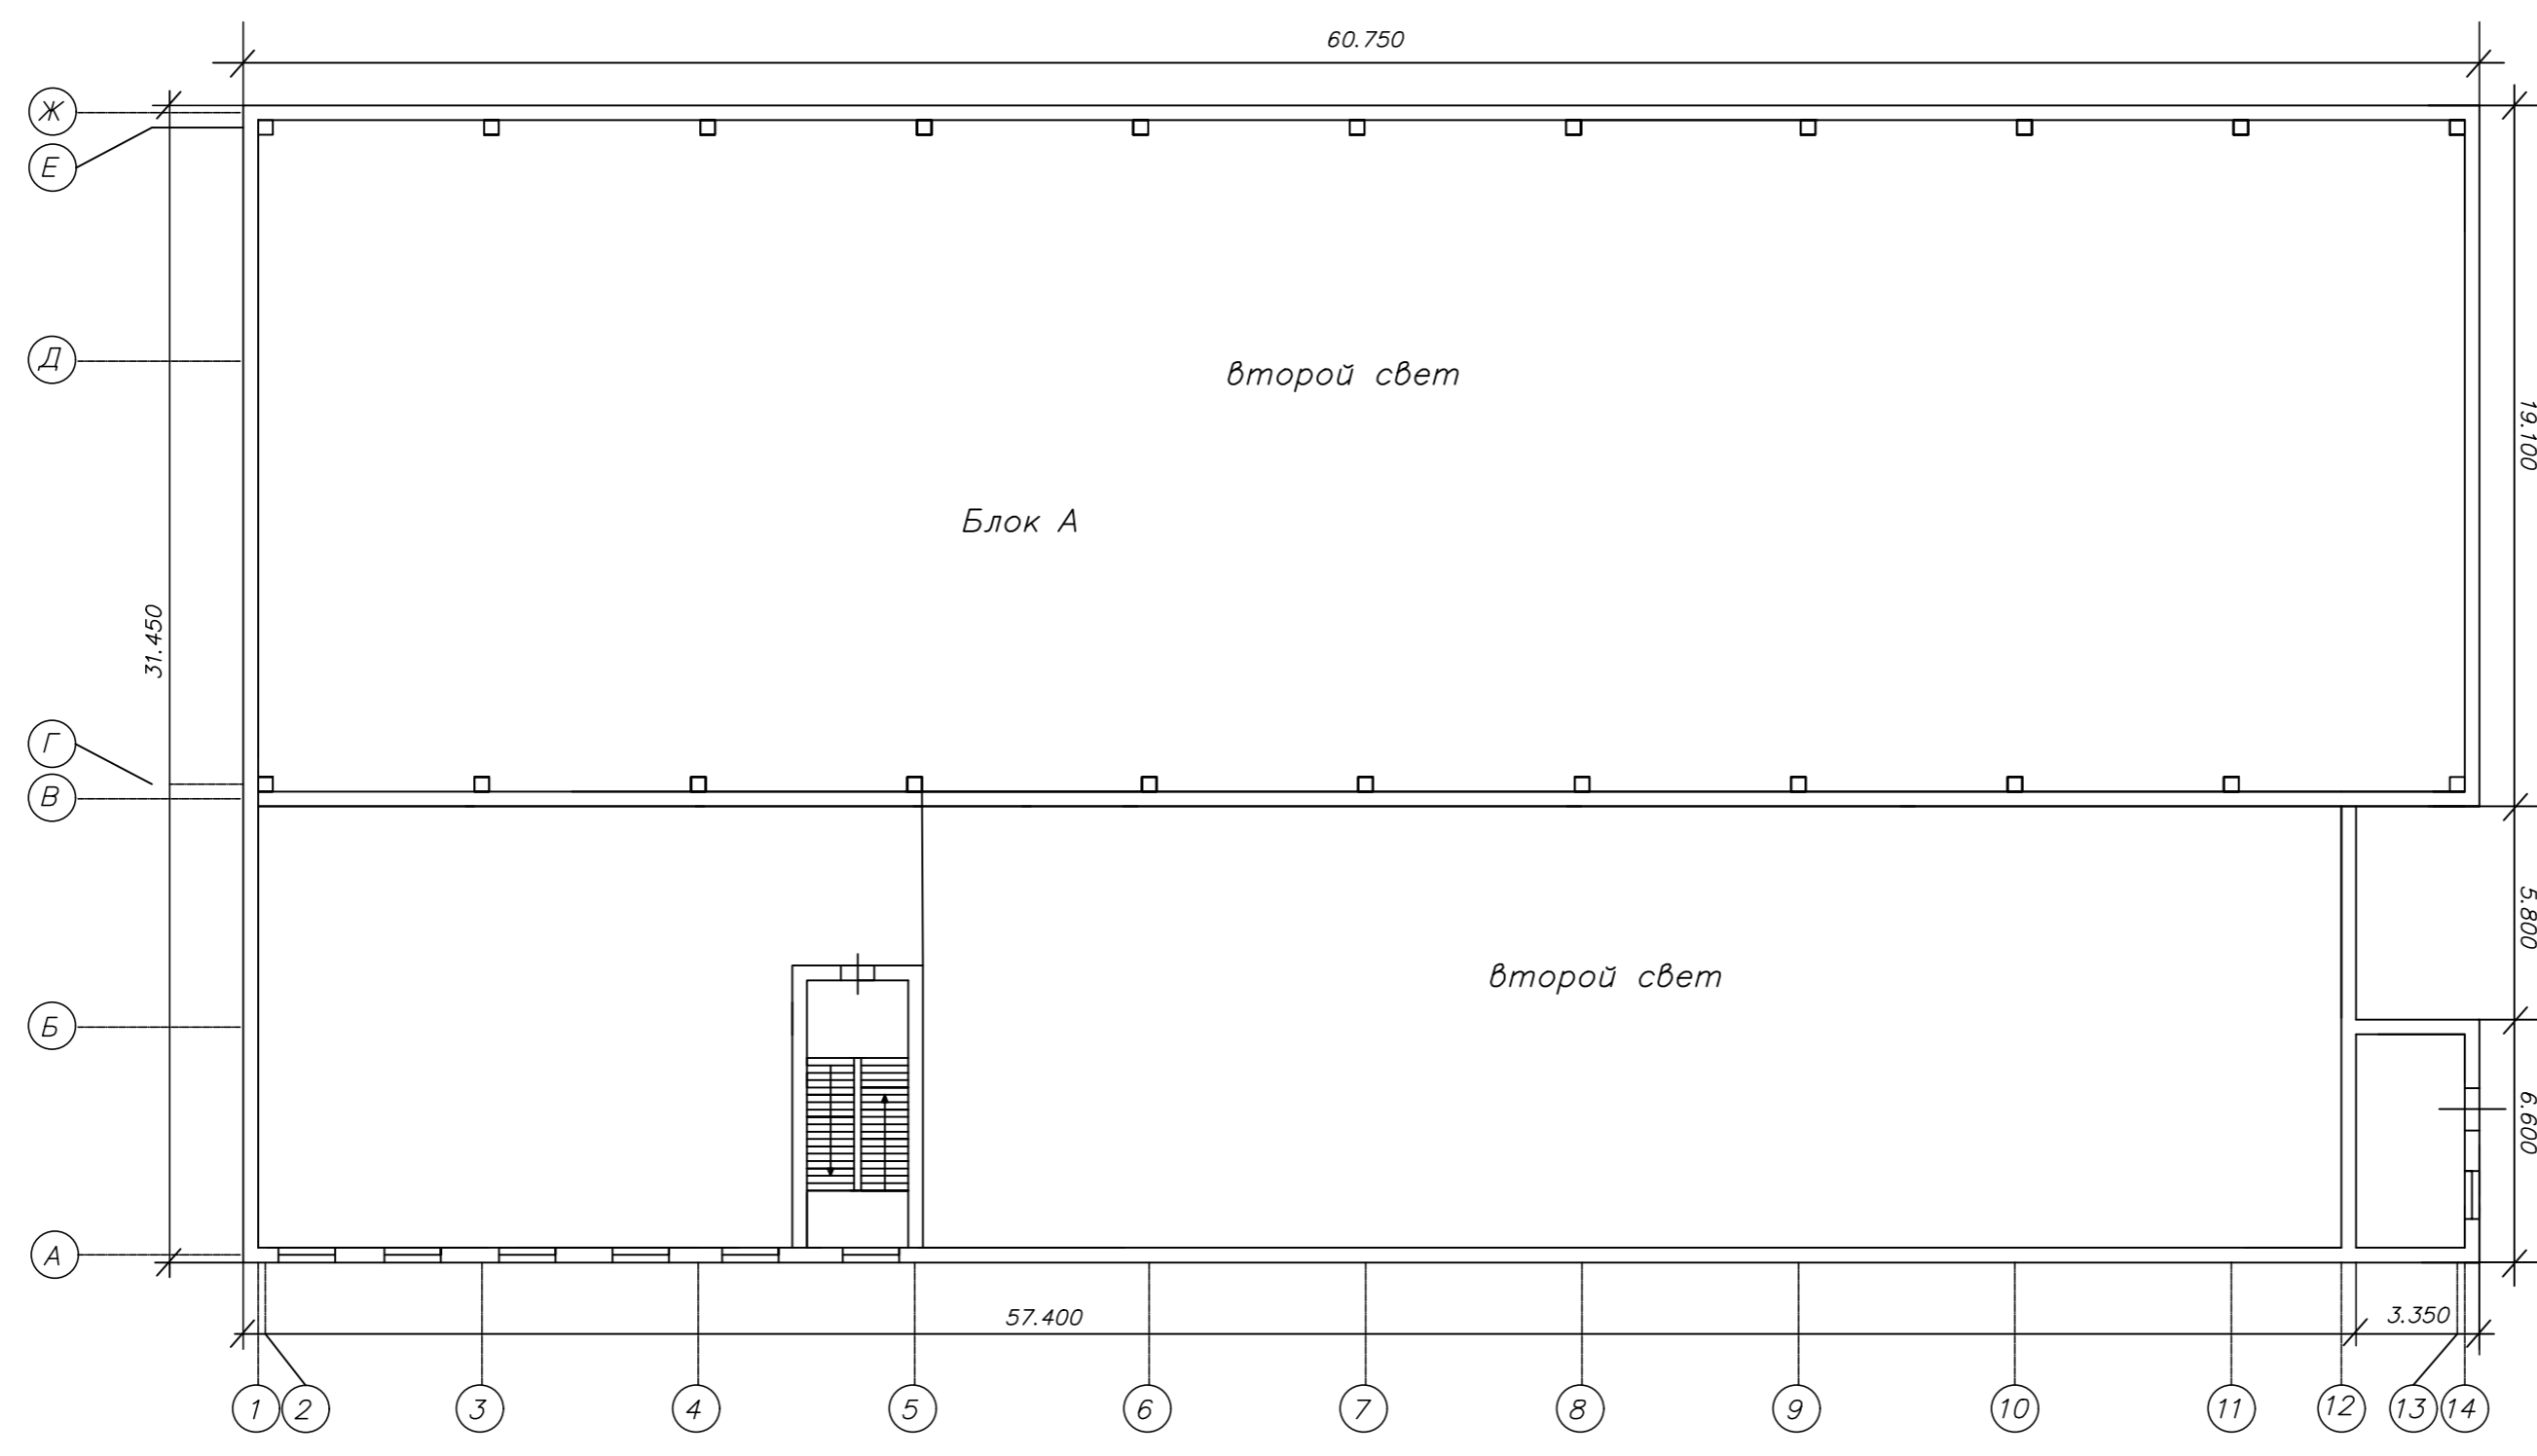 60.750
Ж
Е
Д
второй свет
19.100
Блок А
31.450
Г
В
5.800
второй свет
Б
6.600
А
57.400
3.350
1 2 3 4 5 6 7 8 9 10 11 12 13 14